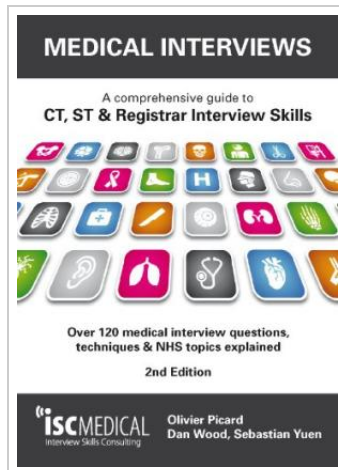 MEDICAL INTERVIEWS
A comprehensive guide to
CT, ST & Registrar Interview Skills
H
Over 120 medical interview questions,
techniques & NHS topics explained
2nd Edition
iscMEDICAL
Interview Skills Consulting
Olivier Picard
Dan Wood, Sebastian Yuen